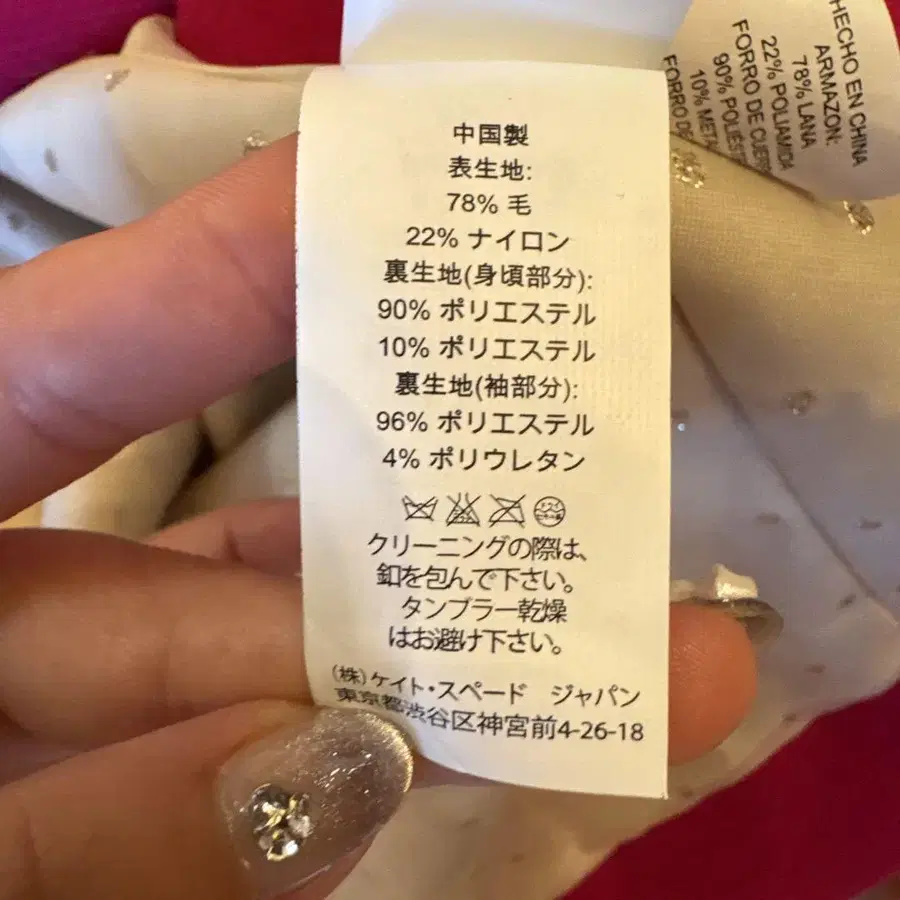 中国製
表生地:
78% 毛
22% ナイロン
裏生地(身頃部分):
90% ポリエステル
10% ポリエステル
裏生地(袖部分):
96% ポリエステル
4% ポリウレタン
クリーニングの際は、
釦を包んで下さい。
タンブラー乾燥
はお避け下さい。
(株)ケイト・スペード ジャパン
東京都渋谷区神宮前4-26-18
HECHO EN CHINA
ARMAZON:
78% LANA
22% POLIAMIDA
FORRO DE
90%
10%
FORRO DE